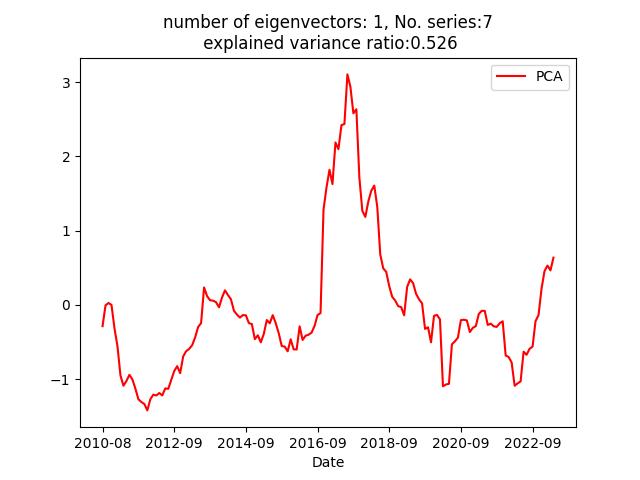 number of eigenvectors: 1, No. series:7
explained variance ratio:0.526
PCA
3
2
1
0
−1
2010-08 2012-09 2014-09 2016-09 2018-09 2020-09 2022-09
Date